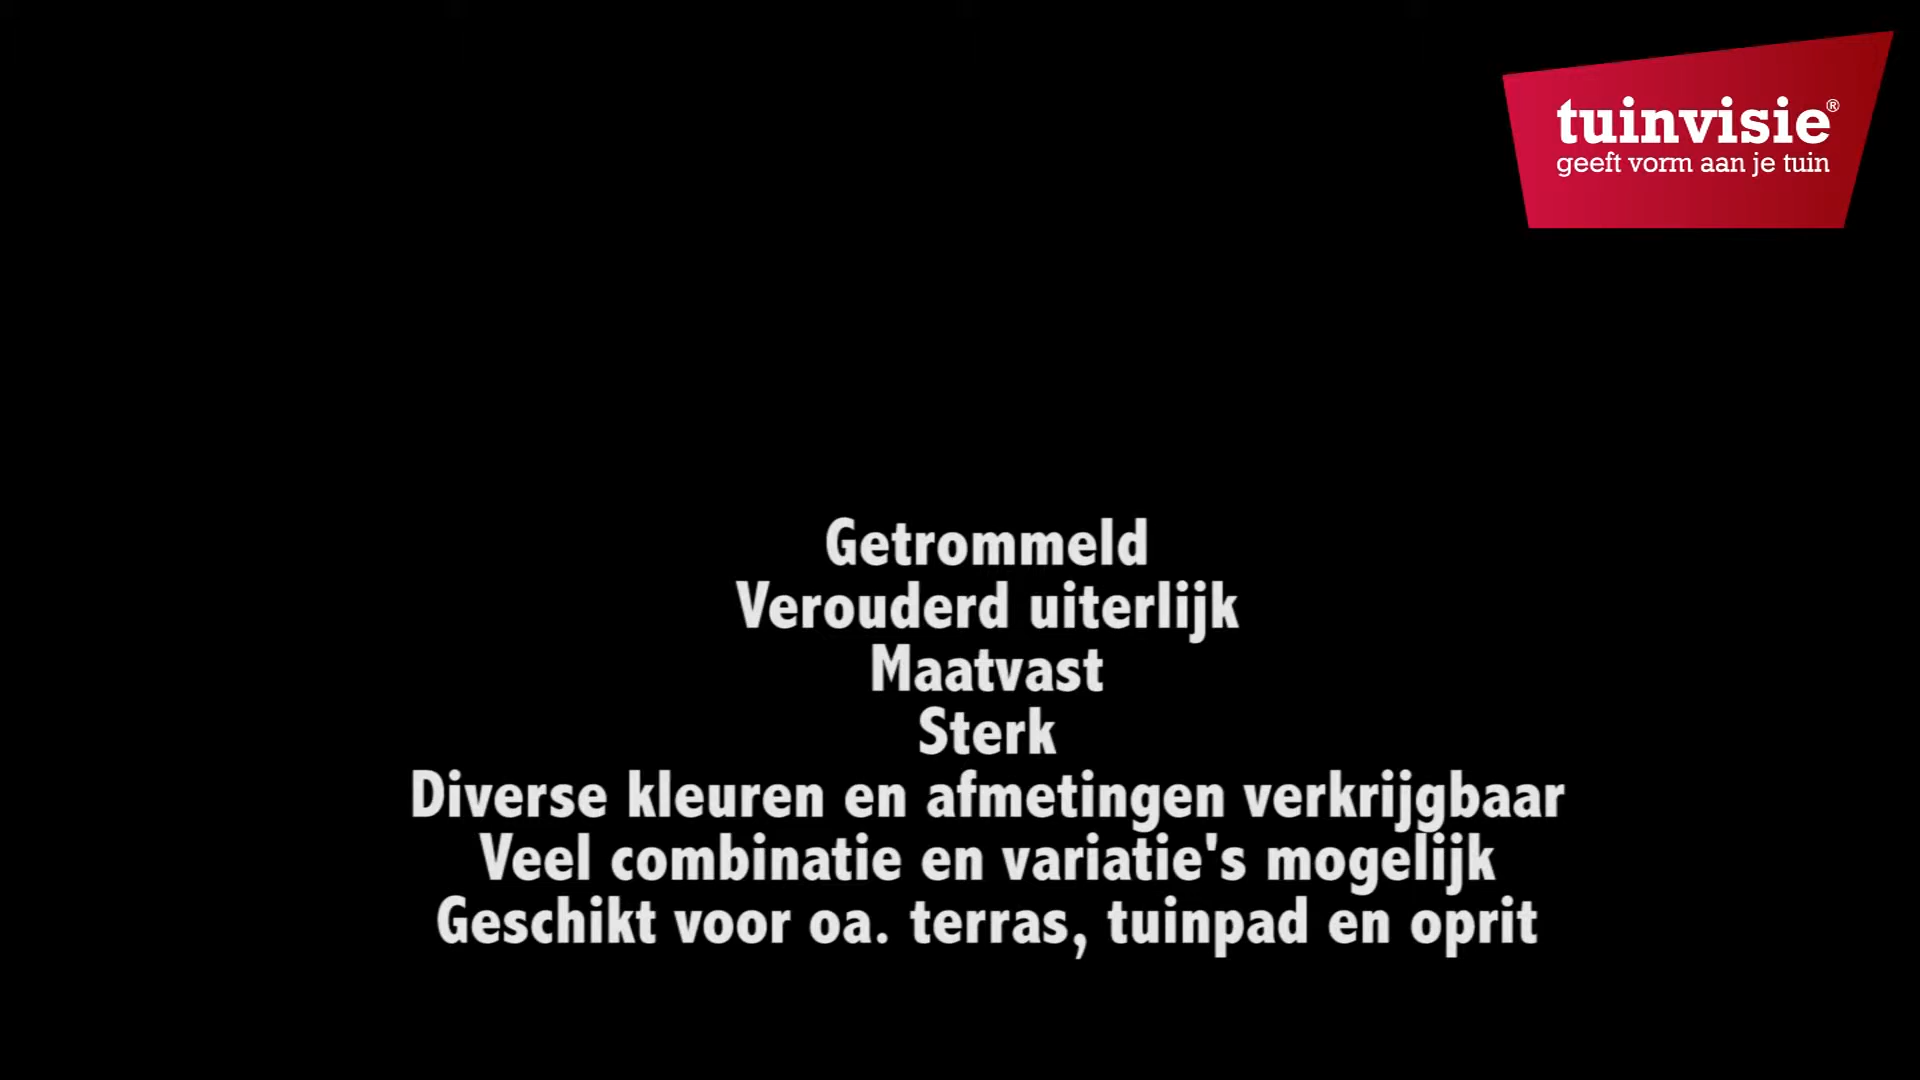 tuinvisie®
geeft vorm aan je tuin
Getrommeld
Verouderd uiterlijk
Maatvast
Sterk
Diverse kleuren en afmetingen verkrijgbaar
Veel combinatie en variatie's mogelijk
Geschikt voor oa. terras, tuinpad en oprit